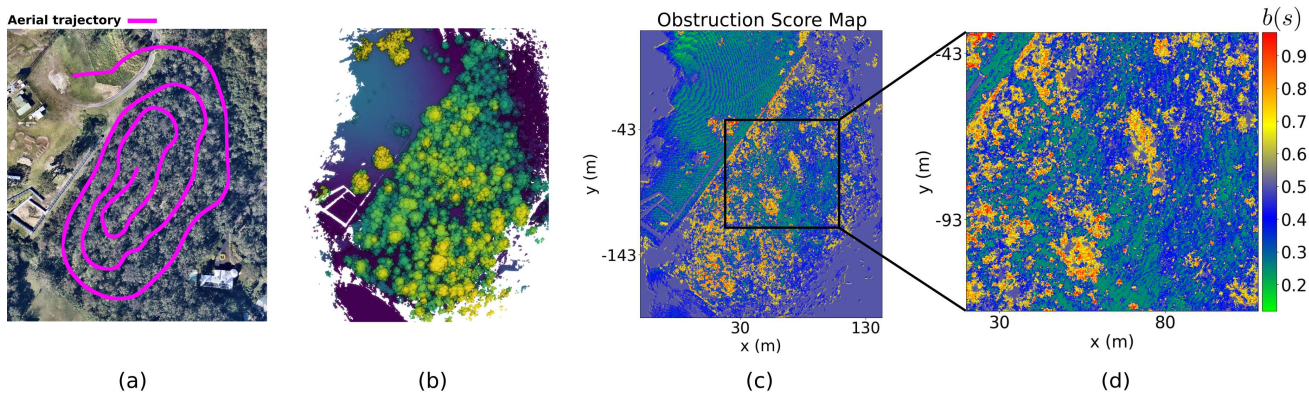 Aerial trajectory
(a)
(b)
Obstruction Score Map
-43
-143
y (m)
30
130
x (m)
(c)
-43
-93
y (m)
30
80
x (m)
(d)
b(s)
0.9
0.8
0.7
0.6
0.5
0.4
0.3
0.2